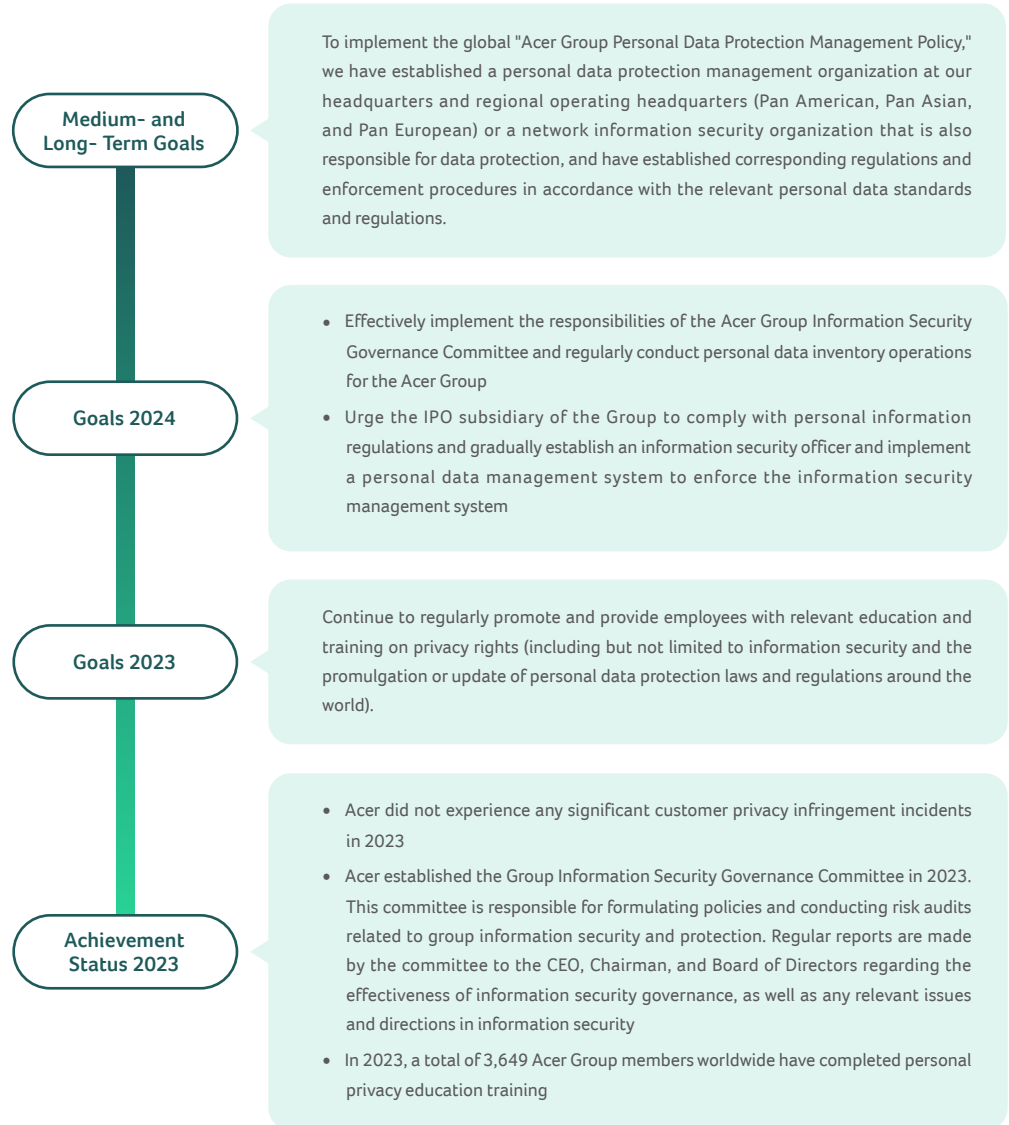 Medium- and
Long- Term Goals
To implement the global "Acer Group Personal Data Protection Management Policy,"
we have established a personal data protection management organization at our
headquarters and regional operating headquarters (Pan American, Pan Asian,
and Pan European) or a network information security organization that is also
responsible for data protection, and have established corresponding regulations and
enforcement procedures in accordance with the relevant personal data standards
and regulations.
Goals 2024
• Effectively implement the responsibilities of the Acer Group Information Security
Governance Committee and regularly conduct personal data inventory operations
for the Acer Group
• Urge the IPO subsidiary of the Group to comply with personal information
regulations and gradually establish an information security officer and implement
a personal data management system to enforce the information security
management system
Goals 2023
Continue to regularly promote and provide employees with relevant education and
training on privacy rights (including but not limited to information security and the
promulgation or update of personal data protection laws and regulations around the
world).
Achievement
Status 2023
• Acer did not experience any significant customer privacy infringement incidents
in 2023
• Acer established the Group Information Security Governance Committee in 2023.
This committee is responsible for formulating policies and conducting risk audits
related to group information security and protection. Regular reports are made
by the committee to the CEO, Chairman, and Board of Directors regarding the
effectiveness of information security governance, as well as any relevant issues
and directions in information security
• In 2023, a total of 3,649 Acer Group members worldwide have completed personal
privacy education training